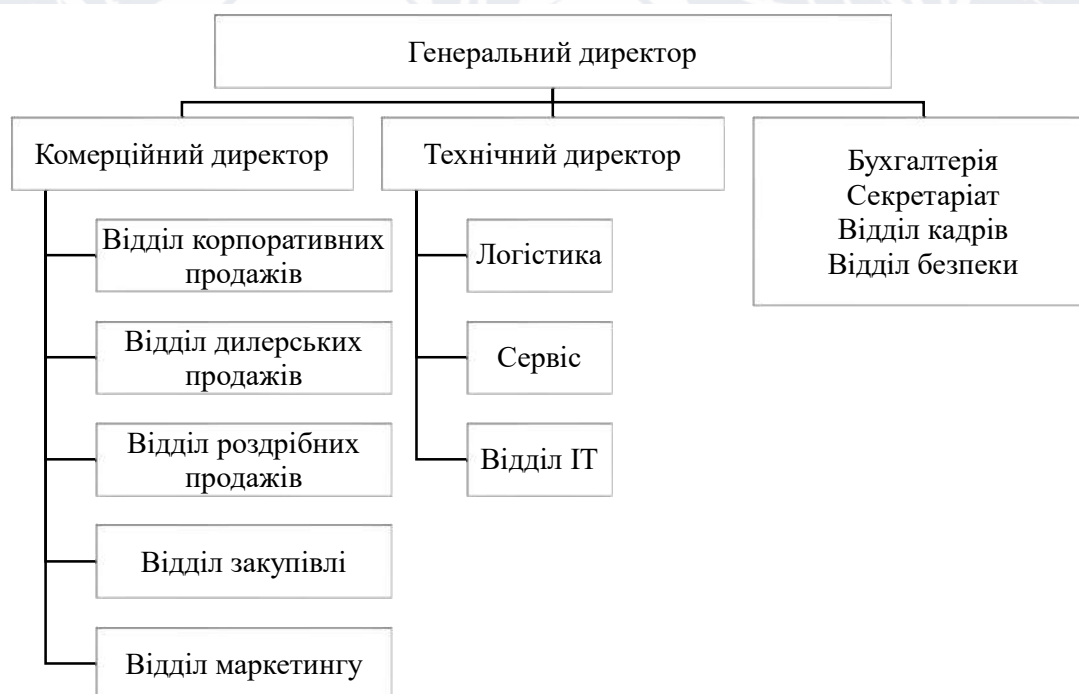 Генеральний директор
Комерційний директор
Технічний директор
Бухгалтерія
Секретаріат
Відділ кадрів
Відділ безпеки
Відділ корпоративних
продажів
Відділ дилерських
продажів
Відділ роздрібних
продажів
Відділ закупівлі
Відділ маркетингу
Логістика
Сервіс
Відділ ІТ